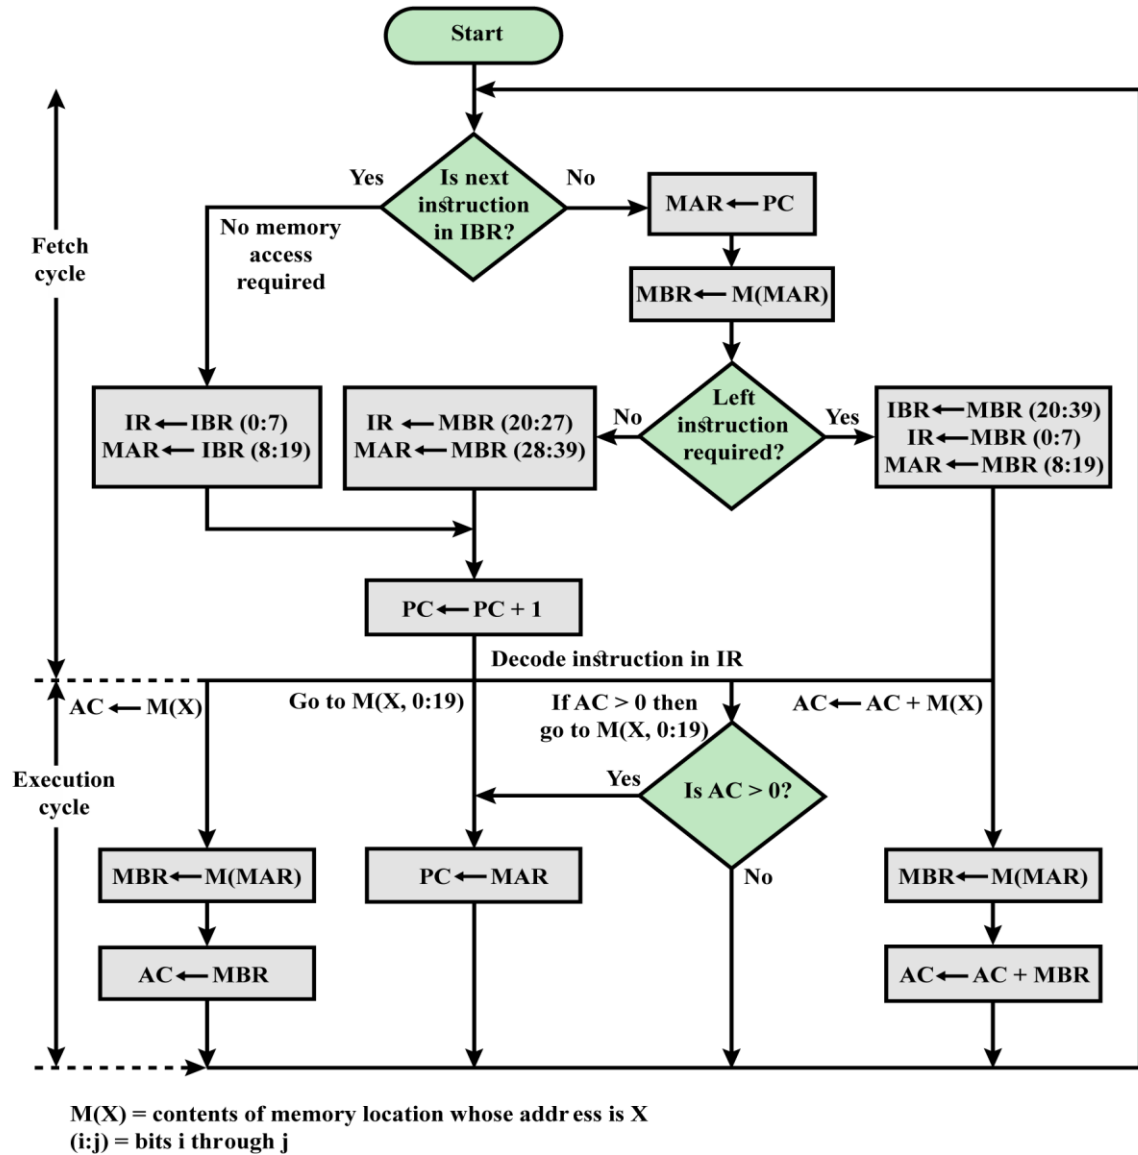 Start
Yes
Is next
instruction
in IBR?
No
MAR ← PC
No memory
access
required
Fetch
cycle
MBR ← M(MAR)
IR ← IBR (0:7)
MAR ← IBR (8:19)
IR ← MBR (20:27)
MAR ← MBR (28:39)
No
Left
instruction
required?
Yes
IBR ← MBR (20:39)
IR ← MBR (0:7)
MAR ← MBR (8:19)
PC ← PC + 1
Decode instruction in IR
AC ← M(X)
Go to M(X, 0:19)
If AC > 0 then
go to M(X, 0:19)
AC ← AC + M(X)
Execution
cycle
Yes
Is AC > 0?
MBR ← M(MAR)
PC ← MAR
No
MBR ← M(MAR)
AC ← MBR
AC ← AC + MBR
M(X) = contents of memory location whose addr ess is X
(i:j) = bits i through j